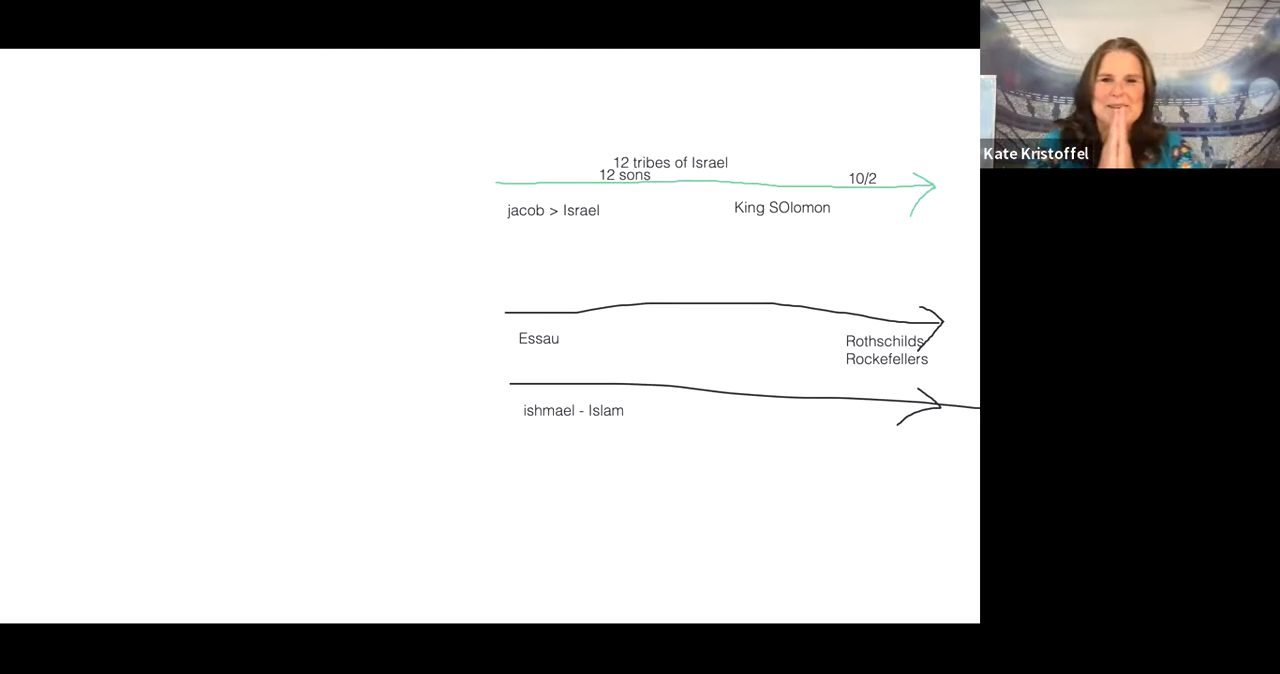 12 tribes of Israel
12 sons
10/2
jacob > Israel
King SOlomon
Essau
Rothschilds
Rockefellers
ishmael - Islam
Kate Kristoffel